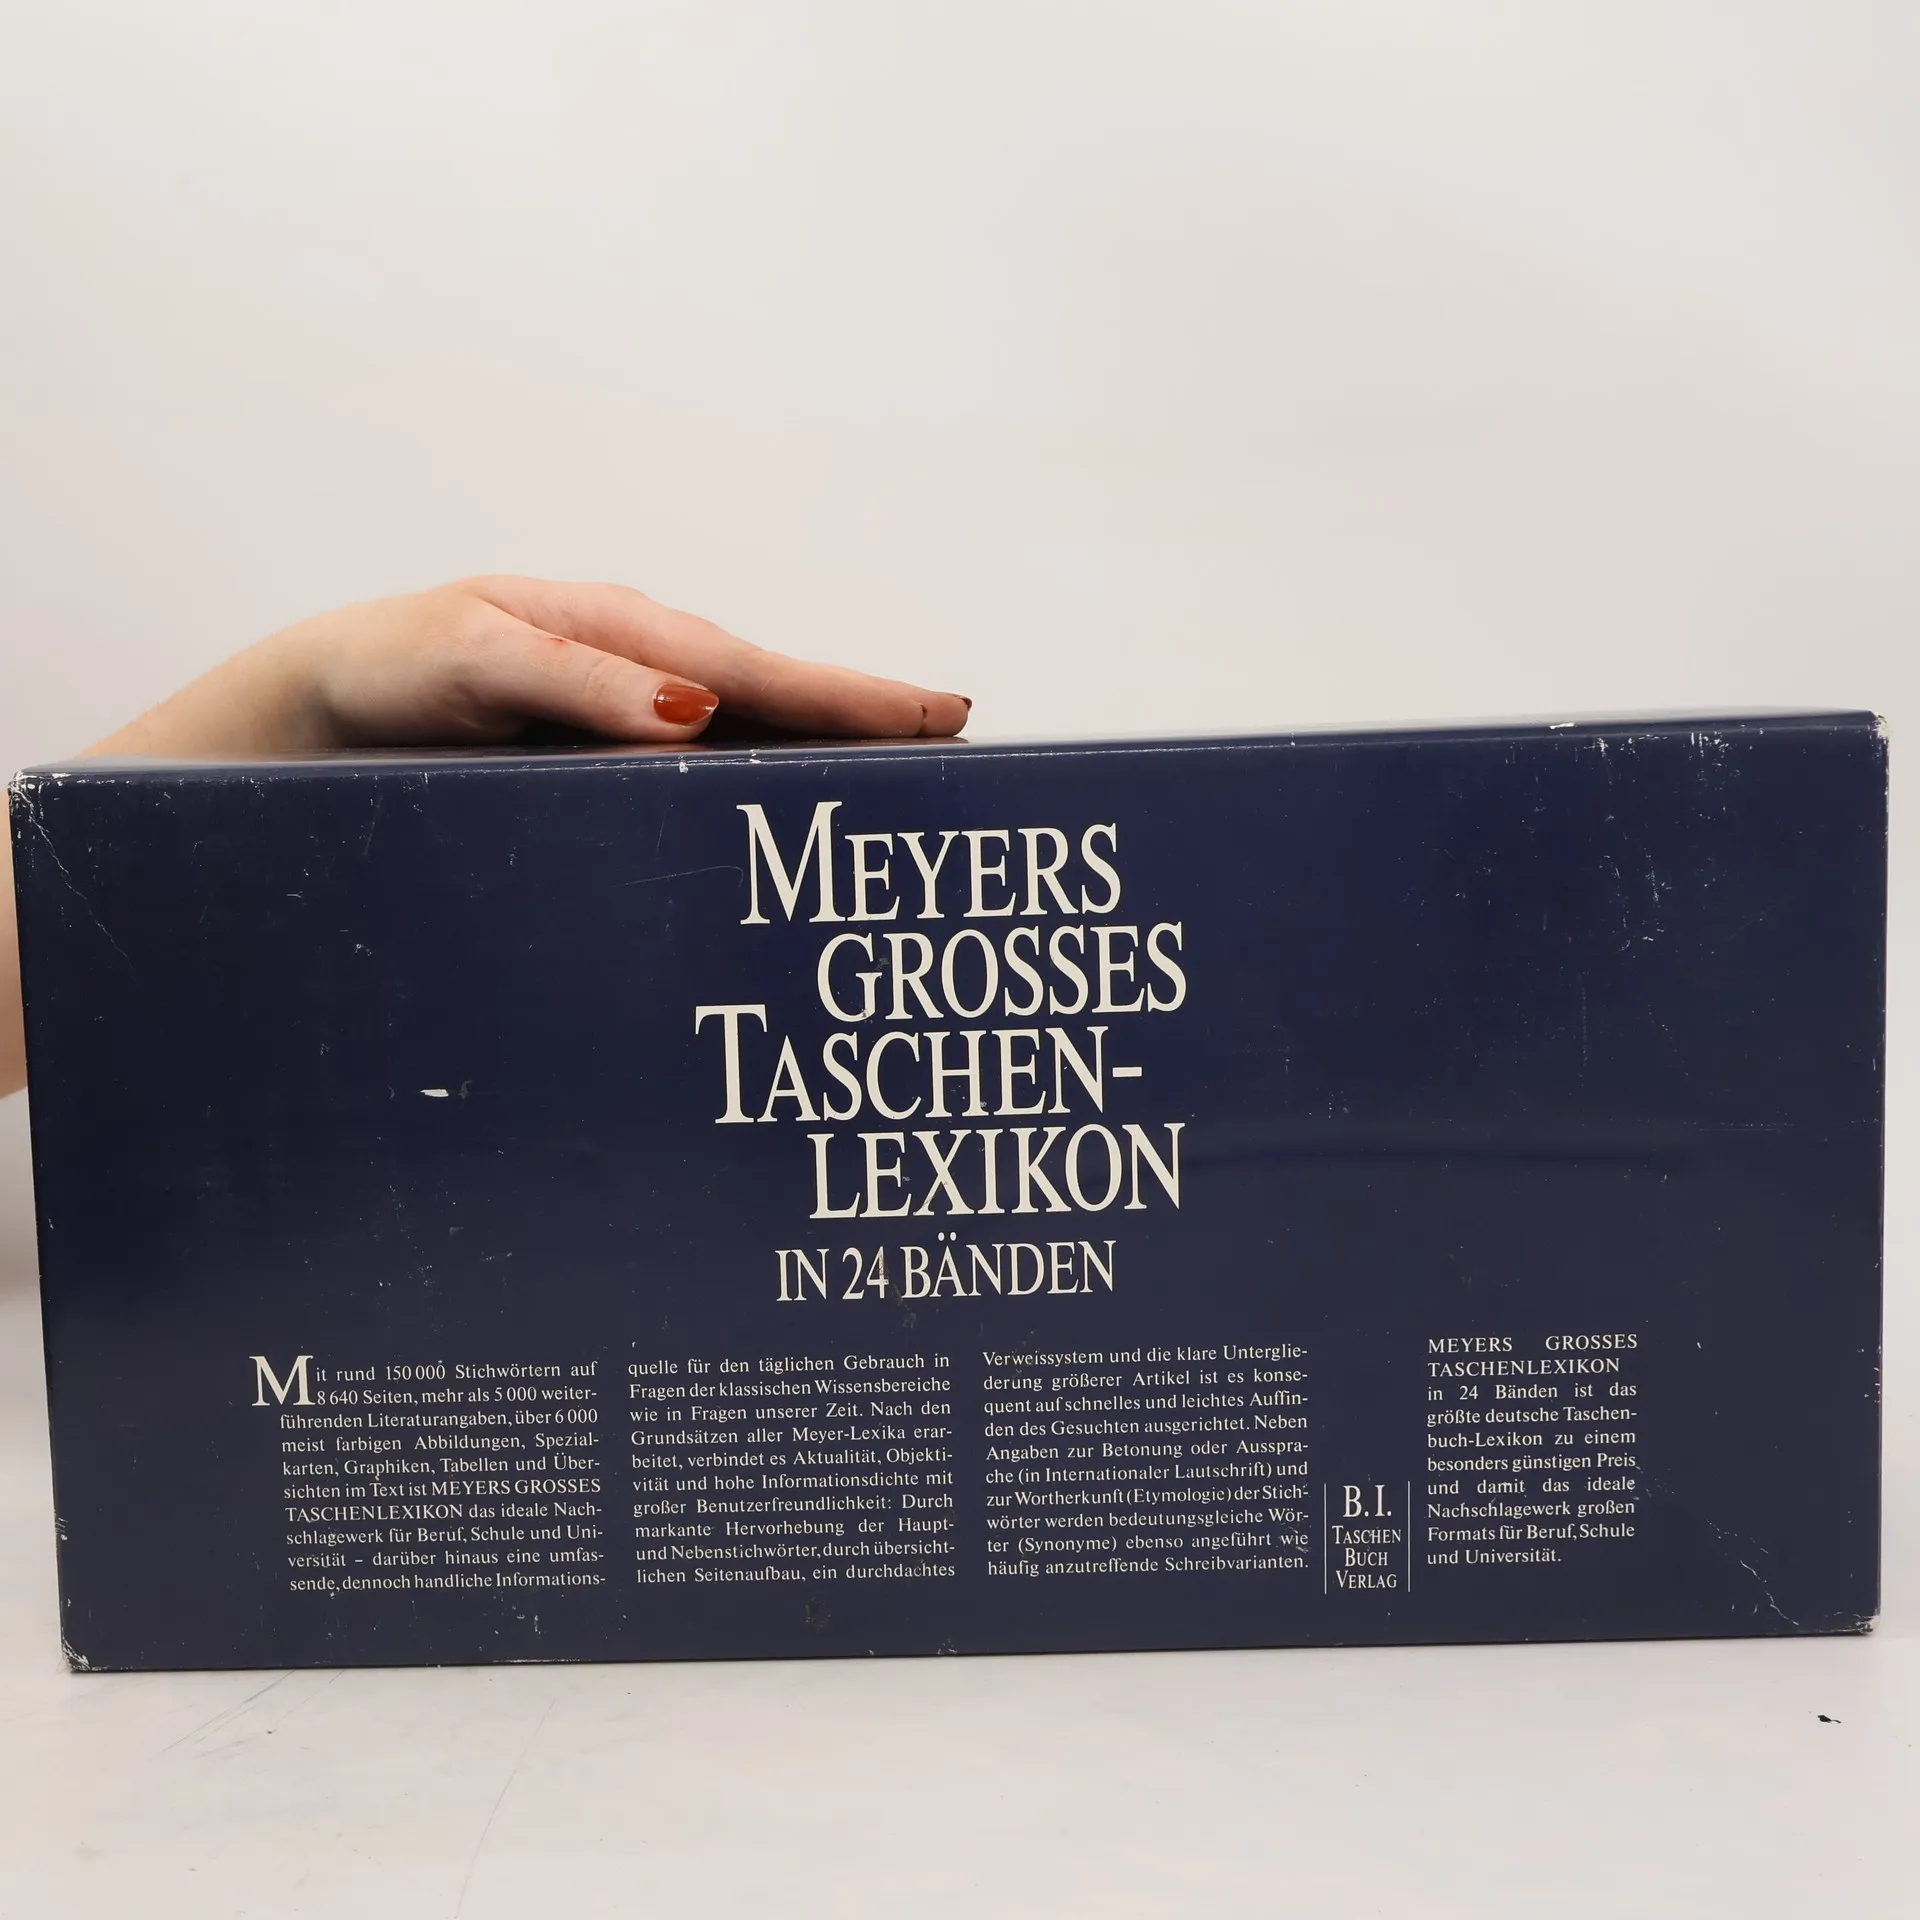 MEYERS
GROSSES
TASCHEN-
LEXIKON
IN 24 BÄNDEN
Mit rund 150 000 Stichwörtern auf
8 640 Seiten, mehr als 5 000 weiter-
führenden Literaturangaben, über 6 000
meist farbigen Abbildungen, Spezial-
karten, Graphiken, Tabellen und Über-
sichten im Text ist MEYERS GROSSES
TASCHENLEXIKON das ideale Nach-
schlagewerk für Beruf, Schule und Uni-
versität – darüber hinaus eine umfas-
sende, dennoch handliche Informations-
quelle für den täglichen Gebrauch in
Fragen der klassischen Wissensbereiche
wie in Fragen unserer Zeit. Nach den
Grundsätzen aller Meyer-Lexika erar-
beitet, verbindet es Aktualität, Objekti-
vität und hohe Informationsdichte mit
großer Benutzerfreundlichkeit: Durch
markante Hervorhebung der Haupt-
und Nebenstichwörter, durch übersicht-
lichen Seitenaufbau, ein durchdachtes
Verweissystem und die klare Unterglie-
derung größerer Artikel ist es konse-
quent auf schnelles und leichtes Auffin-
den des Gesuchten ausgerichtet. Neben
Angaben zur Betonung oder Ausspra-
che (in Internationaler Lautschrift) und
zur Wortherkunft (Etymologie) der Stich-
wörter werden bedeutungsgleiche Wör-
ter (Synonyme) ebenso angeführt wie
häufig anzutreffende Schreibvarianten.
B.I.
TASCHEN
BUCH
VERLAG
MEYERS GROSSES
TASCHENLEXIKON
in 24 Bänden ist das
größte deutsche Taschen-
buch-Lexikon zu einem
besonders günstigen Preis
und damit das ideale
Nachschlagewerk großen
Formats für Beruf, Schule
und Universität.